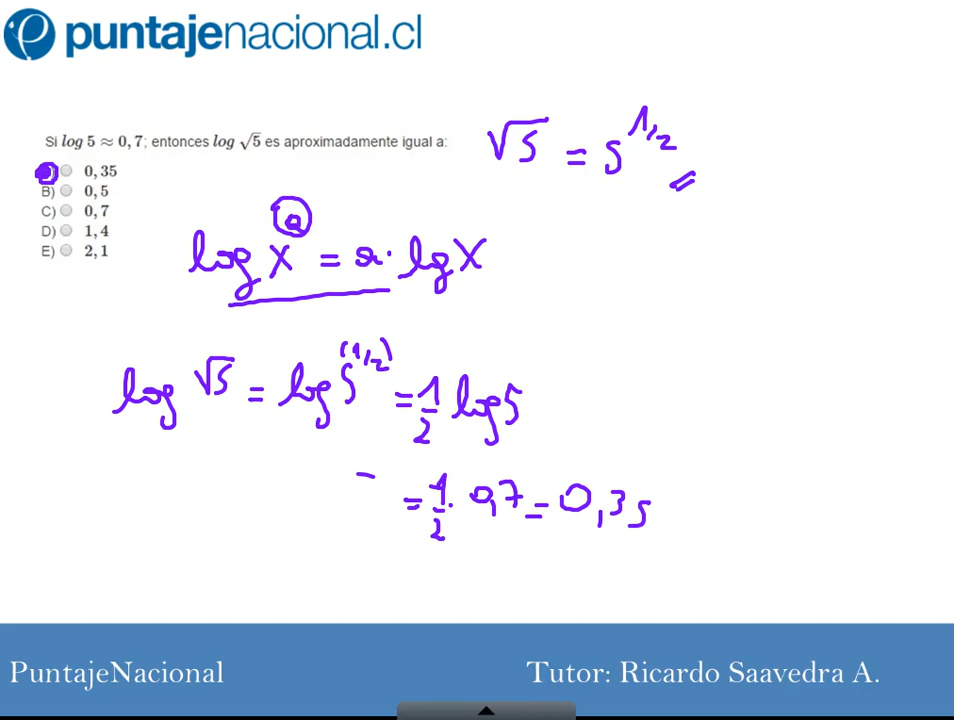 puntajenacional.cl
Si log 5 ≈ 0, 7; entonces log √5 es aproximadamente igual a:
0, 35
B) 0, 5
C) 0, 7
D) 1, 4
E) 2, 1
√5 = 5^1/2
log x^a = a · lg x
log √5 = log 5^(1/2) = 1/2 log 5
= 1/2 · 0,7 = 0,35
PuntajeNacional
Tutor: Ricardo Saavedra A.